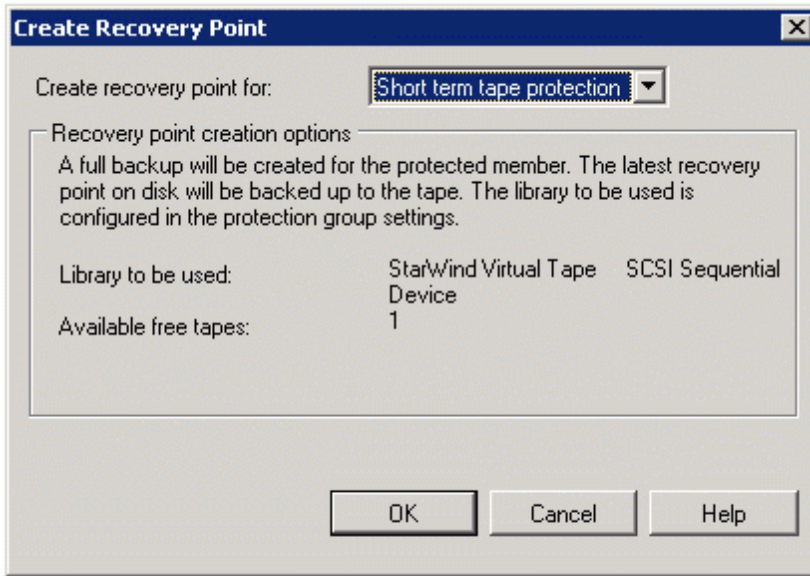 Create Recovery Point
Create recovery point for: Short term tape protection
Recovery point creation options
A full backup will be created for the protected member. The latest recovery
point on disk will be backed up to the tape. The library to be used is
configured in the protection group settings.
Library to be used: StarWind Virtual Tape SCSI Sequential
Device
Available free tapes: 1
OK Cancel Help